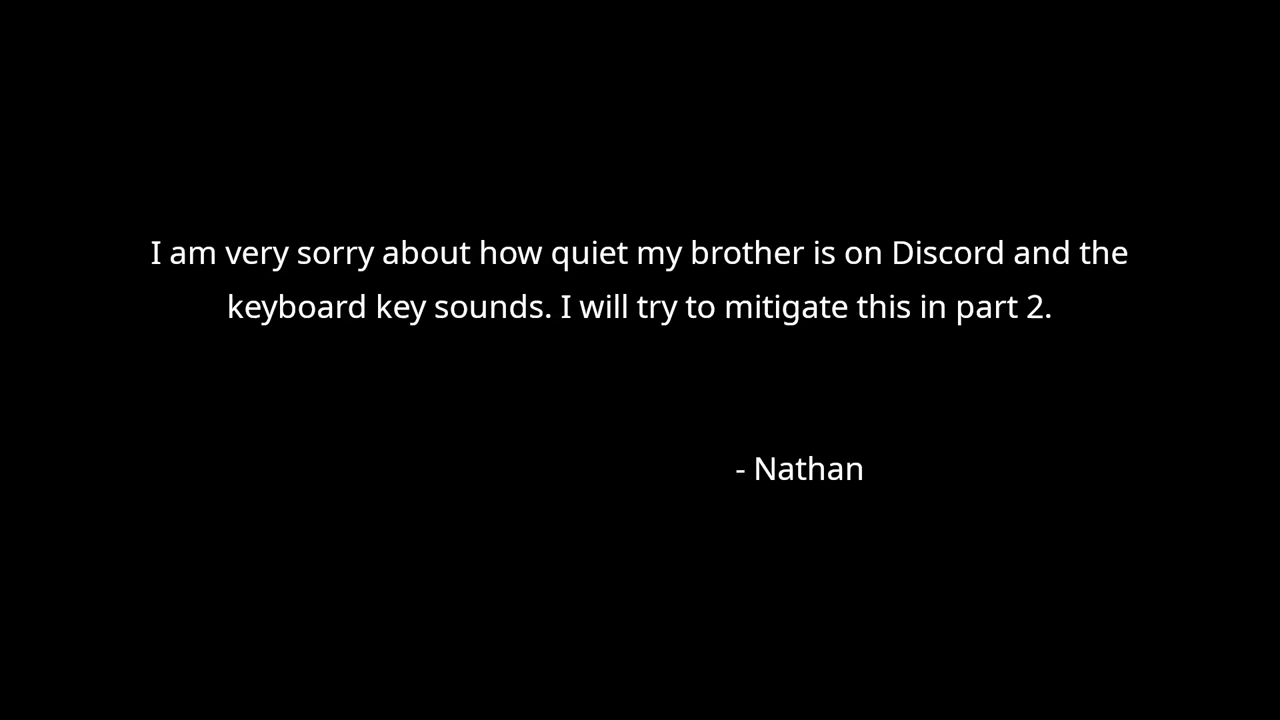 I am very sorry about how quiet my brother is on Discord and the
keyboard key sounds. I will try to mitigate this in part 2.
- Nathan